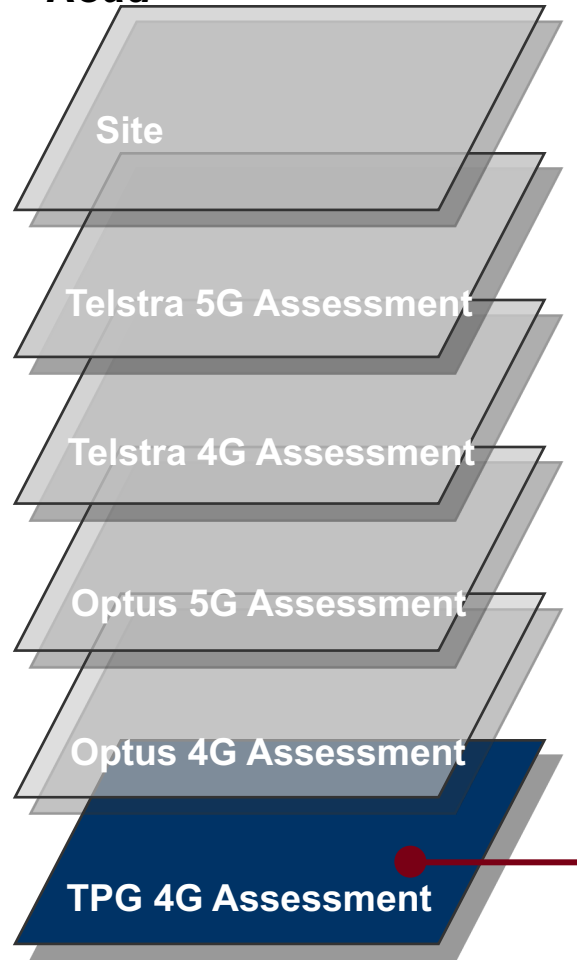 Site
Telstra 5G Assessment
Telstra 4G Assessment
Optus 5G Assessment
Optus 4G Assessment
TPG 4G Assessment